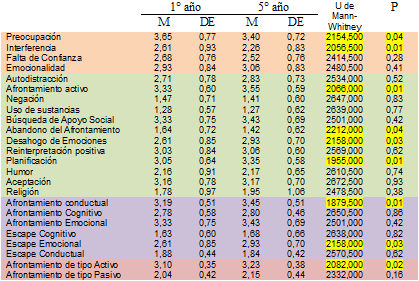 1° año 5° año U de Mann-Whitney P
M DE M DE
Preocupación 3,65 0,77 3,40 0,72 2154,500 0,04
Interferencia 2,61 0,93 2,26 0,83 2056,500 0,01
Falta de Confianza 2,68 0,76 2,52 0,76 2414,500 0,28
Emocionalidad 2,93 0,84 3,06 0,83 2480,500 0,41
Autodistracción 2,71 0,78 2,83 0,73 2534,000 0,52
Afrontamiento activo 3,33 0,60 3,55 0,59 2066,000 0,01
Negación 1,47 0,71 1,41 0,60 2647,000 0,83
Uso de sustancias 1,28 0,57 1,27 0,62 2639,000 0,77
Búsqueda de Apoyo Social 3,33 0,75 3,43 0,69 2501,000 0,42
Abandono del Afrontamiento 1,64 0,72 1,42 0,62 2212,000 0,04
Desahogo de Emociones 2,61 0,85 2,93 0,70 2158,000 0,03
Reinterpretación positiva 3,03 0,84 3,06 0,60 2569,000 0,62
Planificación 3,05 0,64 3,35 0,58 1955,000 0,01
Humor 2,16 0,91 2,17 0,65 2610,500 0,74
Aceptación 3,16 0,78 3,17 0,70 2672,500 0,93
Religión 1,78 0,97 1,95 1,06 2478,500 0,38
Afrontamiento conductual 3,19 0,51 3,45 0,51 1879,500 0,01
Afrontamiento Cognitivo 2,78 0,58 2,80 0,46 2650,500 0,86
Afrontamiento Emocional 3,33 0,75 3,43 0,69 2501,000 0,42
Escape Cognitivo 1,63 0,60 1,68 0,66 2638,000 0,82
Escape Emocional 2,61 0,85 2,93 0,70 2158,000 0,03
Escape Conductual 1,88 0,44 1,84 0,42 2570,500 0,62
Afrontamiento de tipo Activo 3,10 0,35 3,23 0,38 2082,000 0,02
Afrontamiento de tipo Pasivo 2,04 0,42 2,15 0,44 2332,000 0,16